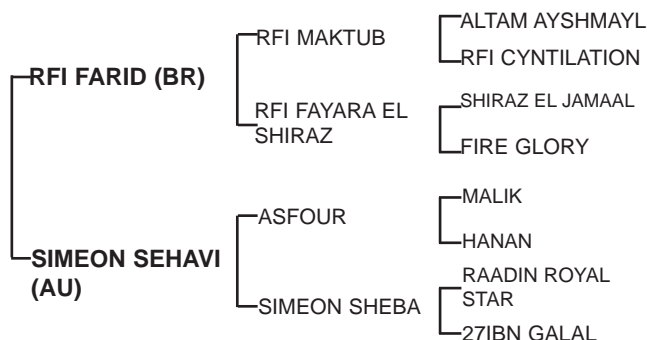 RFI FARID (BR)
SIMEON SEHAVI
(AU)
RFI MAKTUB
RFI FAYARA EL
SHIRAZ
ASFOUR
SIMEON SHEBA
ALTAM AYSHMAYL
RFI CYNTILATION
SHIRAZ EL JAMAAL
FIRE GLORY
MALIK
HANAN
RAADIN ROYAL
STAR
27IBN GALAL